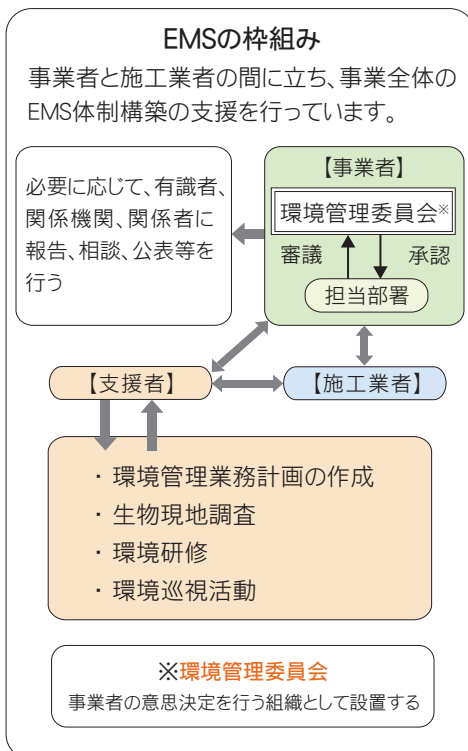 EMSの枠組み
事業者と施工業者の間に立ち、事業全体の
EMS体制構築の支援を行っています。
必要に応じて、有識者、
関係機関、関係者に
報告、相談、公表等を
行う
【事業者】
環境管理委員会※
審議 承認
担当部署
【支援者】
【施工業者】
・ 環境管理業務計画の作成
・ 生物現地調査
・ 環境研修
・ 環境巡視活動
※環境管理委員会
事業者の意思決定を行う組織として設置する